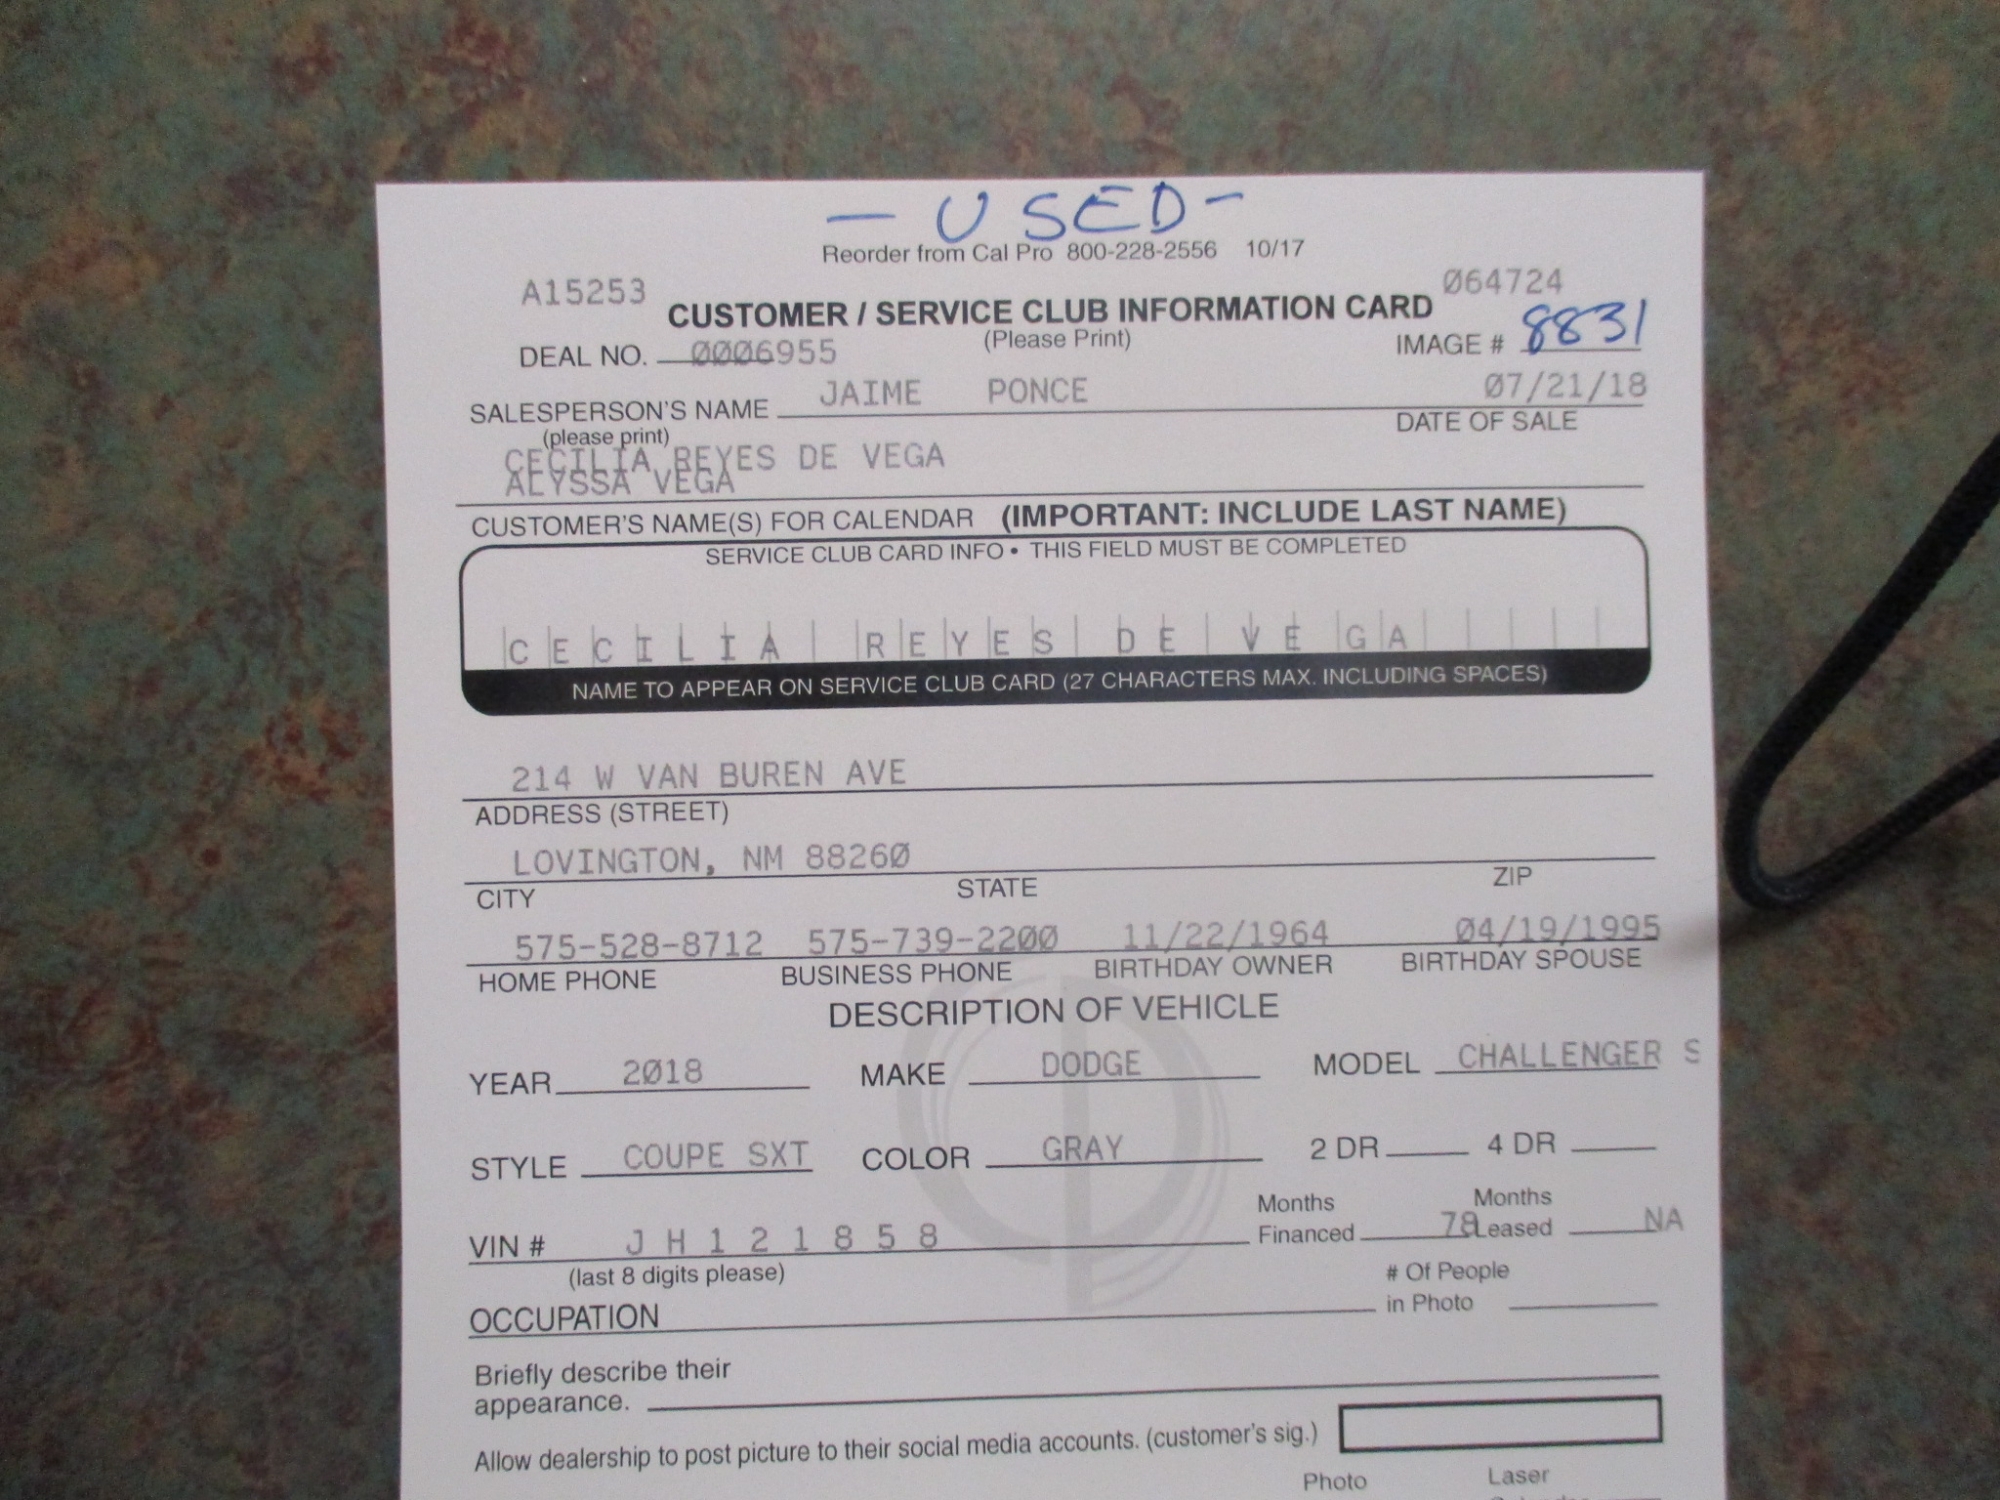 - USED -
Reorder from Cal Pro 800-228-2556 10/17
A15253 064724
CUSTOMER / SERVICE CLUB INFORMATION CARD
(Please Print)
DEAL NO. 0006955 IMAGE # 8831
SALESPERSON'S NAME JAIME PONCE 07/21/18
(please print) DATE OF SALE
CECILIA REYES DE VEGA
ALYSSA VEGA
CUSTOMER'S NAME(S) FOR CALENDAR (IMPORTANT: INCLUDE LAST NAME)
SERVICE CLUB CARD INFO • THIS FIELD MUST BE COMPLETED
CECILIA REYES DE VEGA
NAME TO APPEAR ON SERVICE CLUB CARD (27 CHARACTERS MAX. INCLUDING SPACES)
214 W VAN BUREN AVE
ADDRESS (STREET)
LOVINGTON, NM 88260
CITY STATE ZIP
575-528-8712 575-739-2200 11/22/1964 04/19/1995
HOME PHONE BUSINESS PHONE BIRTHDAY OWNER BIRTHDAY SPOUSE
DESCRIPTION OF VEHICLE
YEAR 2018 MAKE DODGE MODEL CHALLENGER S
STYLE COUPE SXT COLOR GRAY 2 DR 4 DR
VIN # JH121858 Months Financed 78 Months Leased NA
(last 8 digits please)
OCCUPATION # Of People in Photo
Briefly describe their
appearance.
Allow dealership to post picture to their social media accounts. (customer's sig.)
Photo Laser